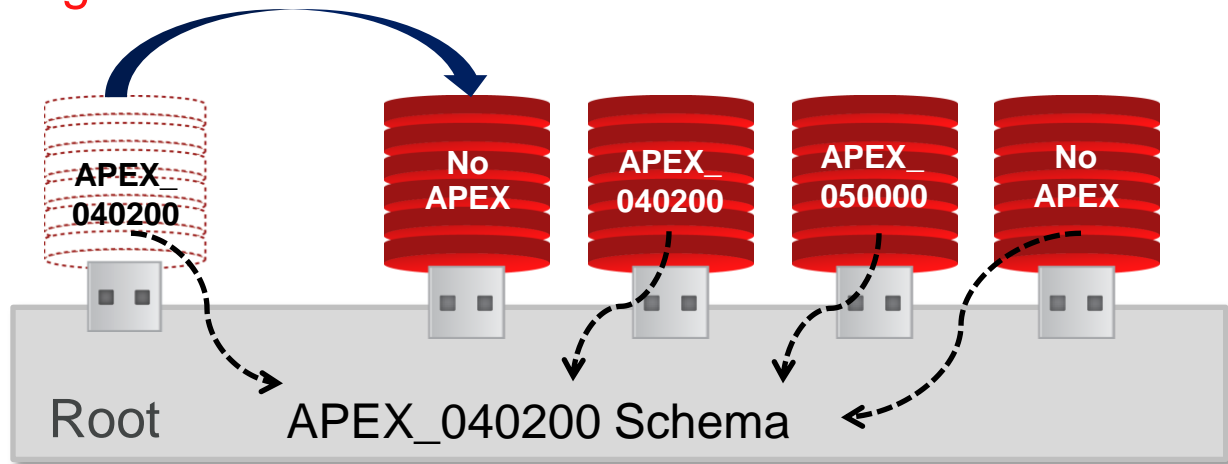 APEX_
040200
No
APEX
APEX_
040200
APEX_
050000
No
APEX
Root
APEX_040200 Schema